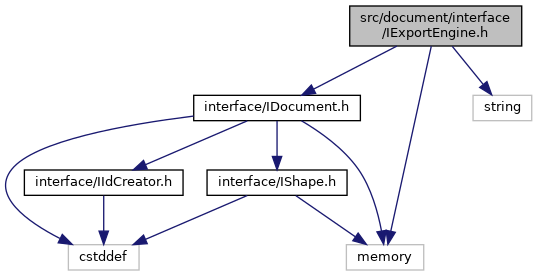 src/document/interface
/IExportEngine.h
interface/IDocument.h
string
interface/IIdCreator.h
interface/IShape.h
cstddef
memory